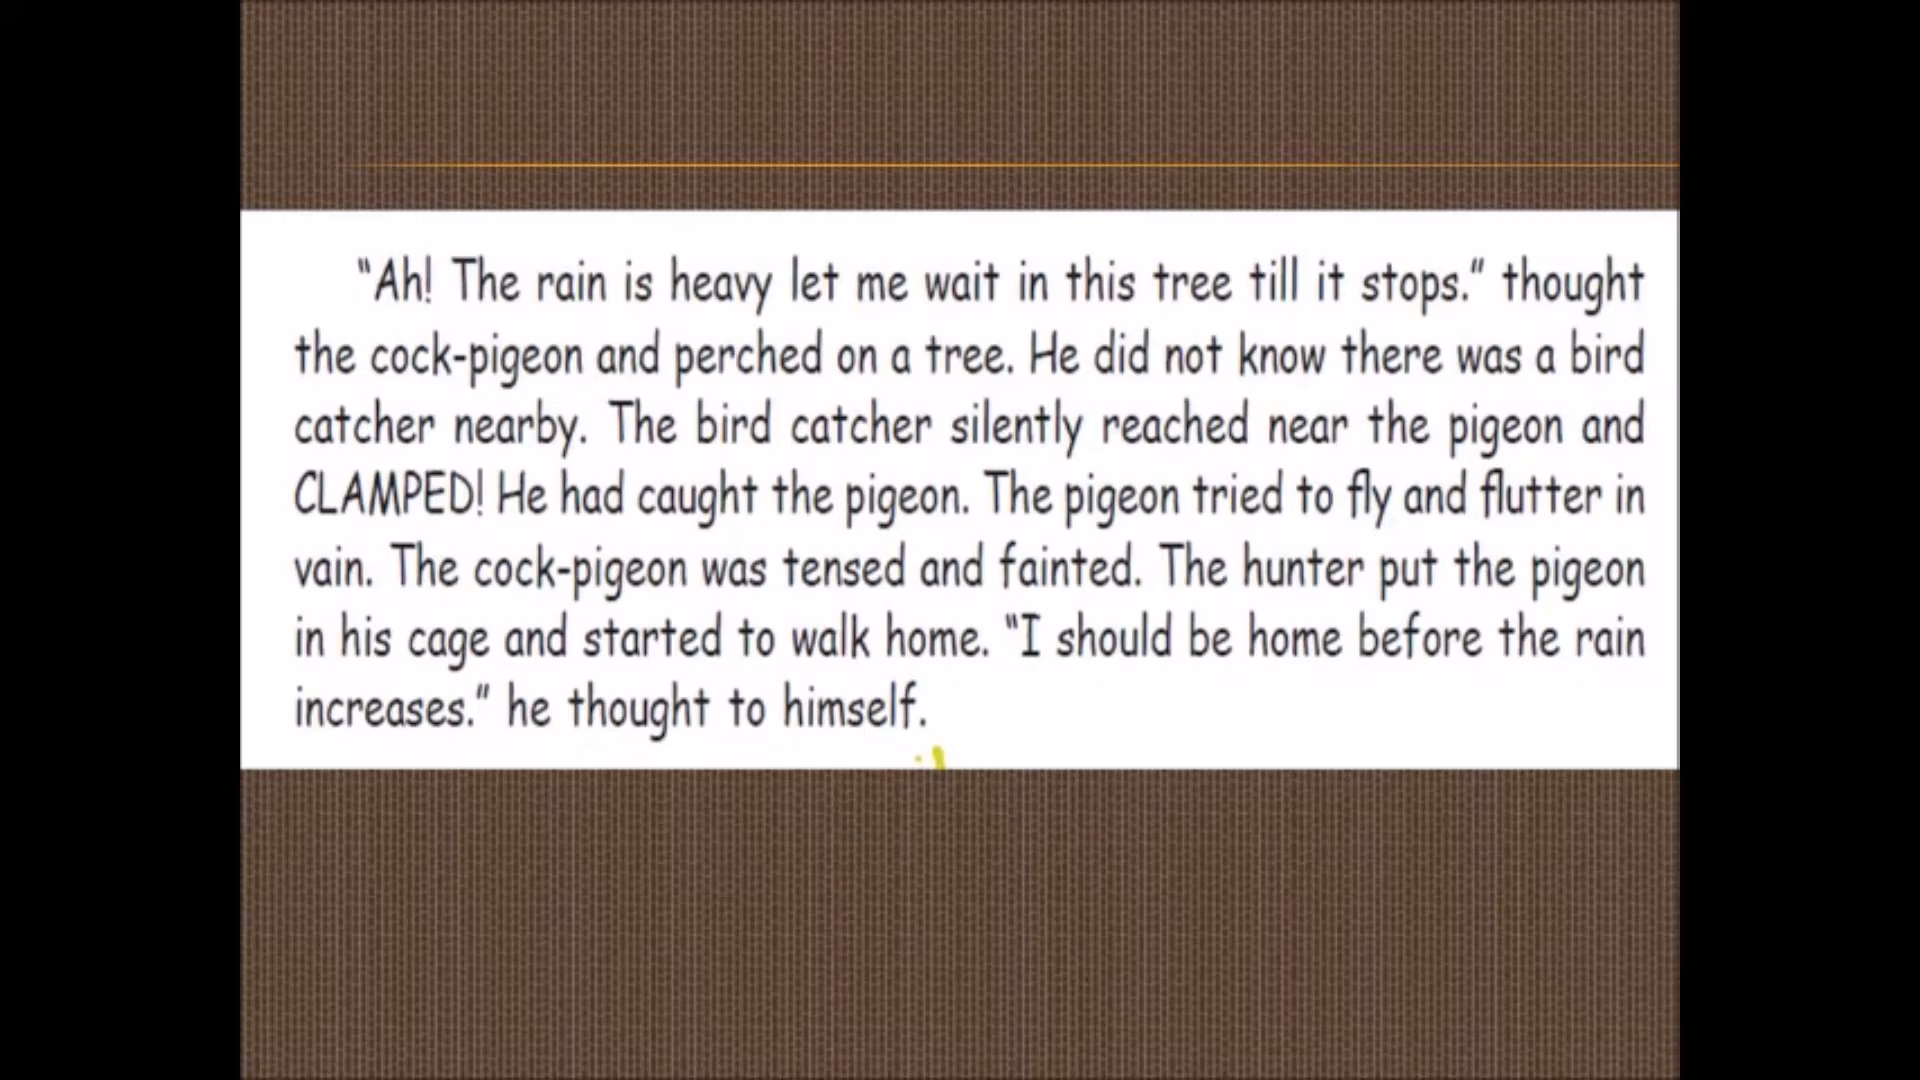 “Ah! The rain is heavy let me wait in this tree till it stops.” thought
the cock-pigeon and perched on a tree. He did not know there was a bird
catcher nearby. The bird catcher silently reached near the pigeon and
CLAMPED! He had caught the pigeon. The pigeon tried to fly and flutter in
vain. The cock-pigeon was tensed and fainted. The hunter put the pigeon
in his cage and started to walk home. “I should be home before the rain
increases.” he thought to himself.